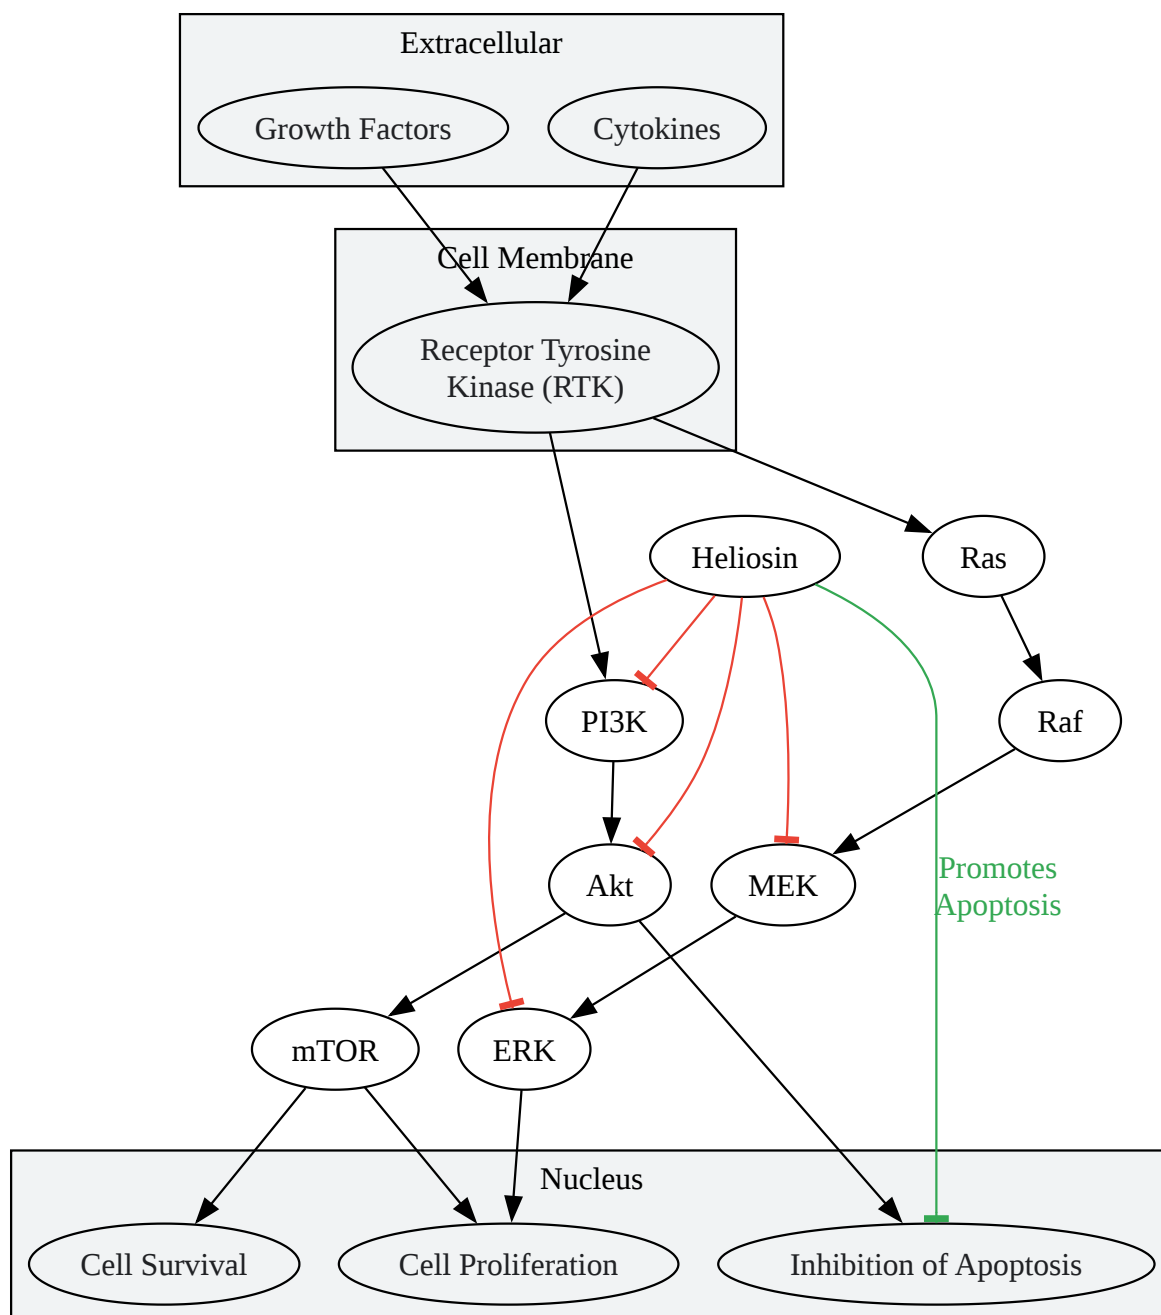 Extracellular
Growth Factors
Cytokines
Cell Membrane
Receptor Tyrosine
Kinase (RTK)
Heliosin
Ras
PI3K
Raf
Akt
MEK
Promotes
Apoptosis
mTOR
ERK
Nucleus
Cell Survival
Cell Proliferation
Inhibition of Apoptosis